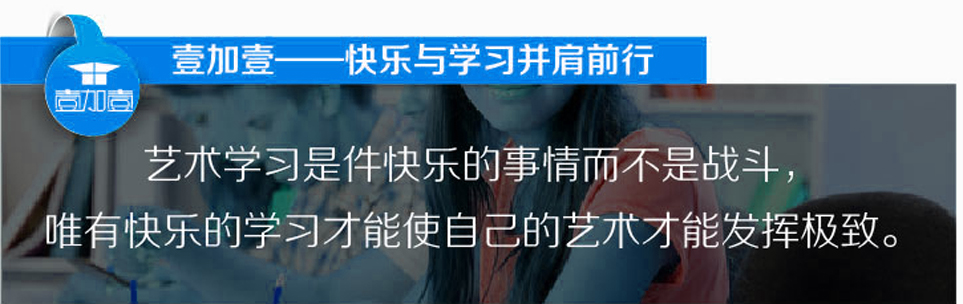 壹加壹——快乐与学习并肩前行
壹加壹
艺术学习是件快乐的事情而不是战斗，
唯有快乐的学习才能使自己的艺术才能发挥极致。